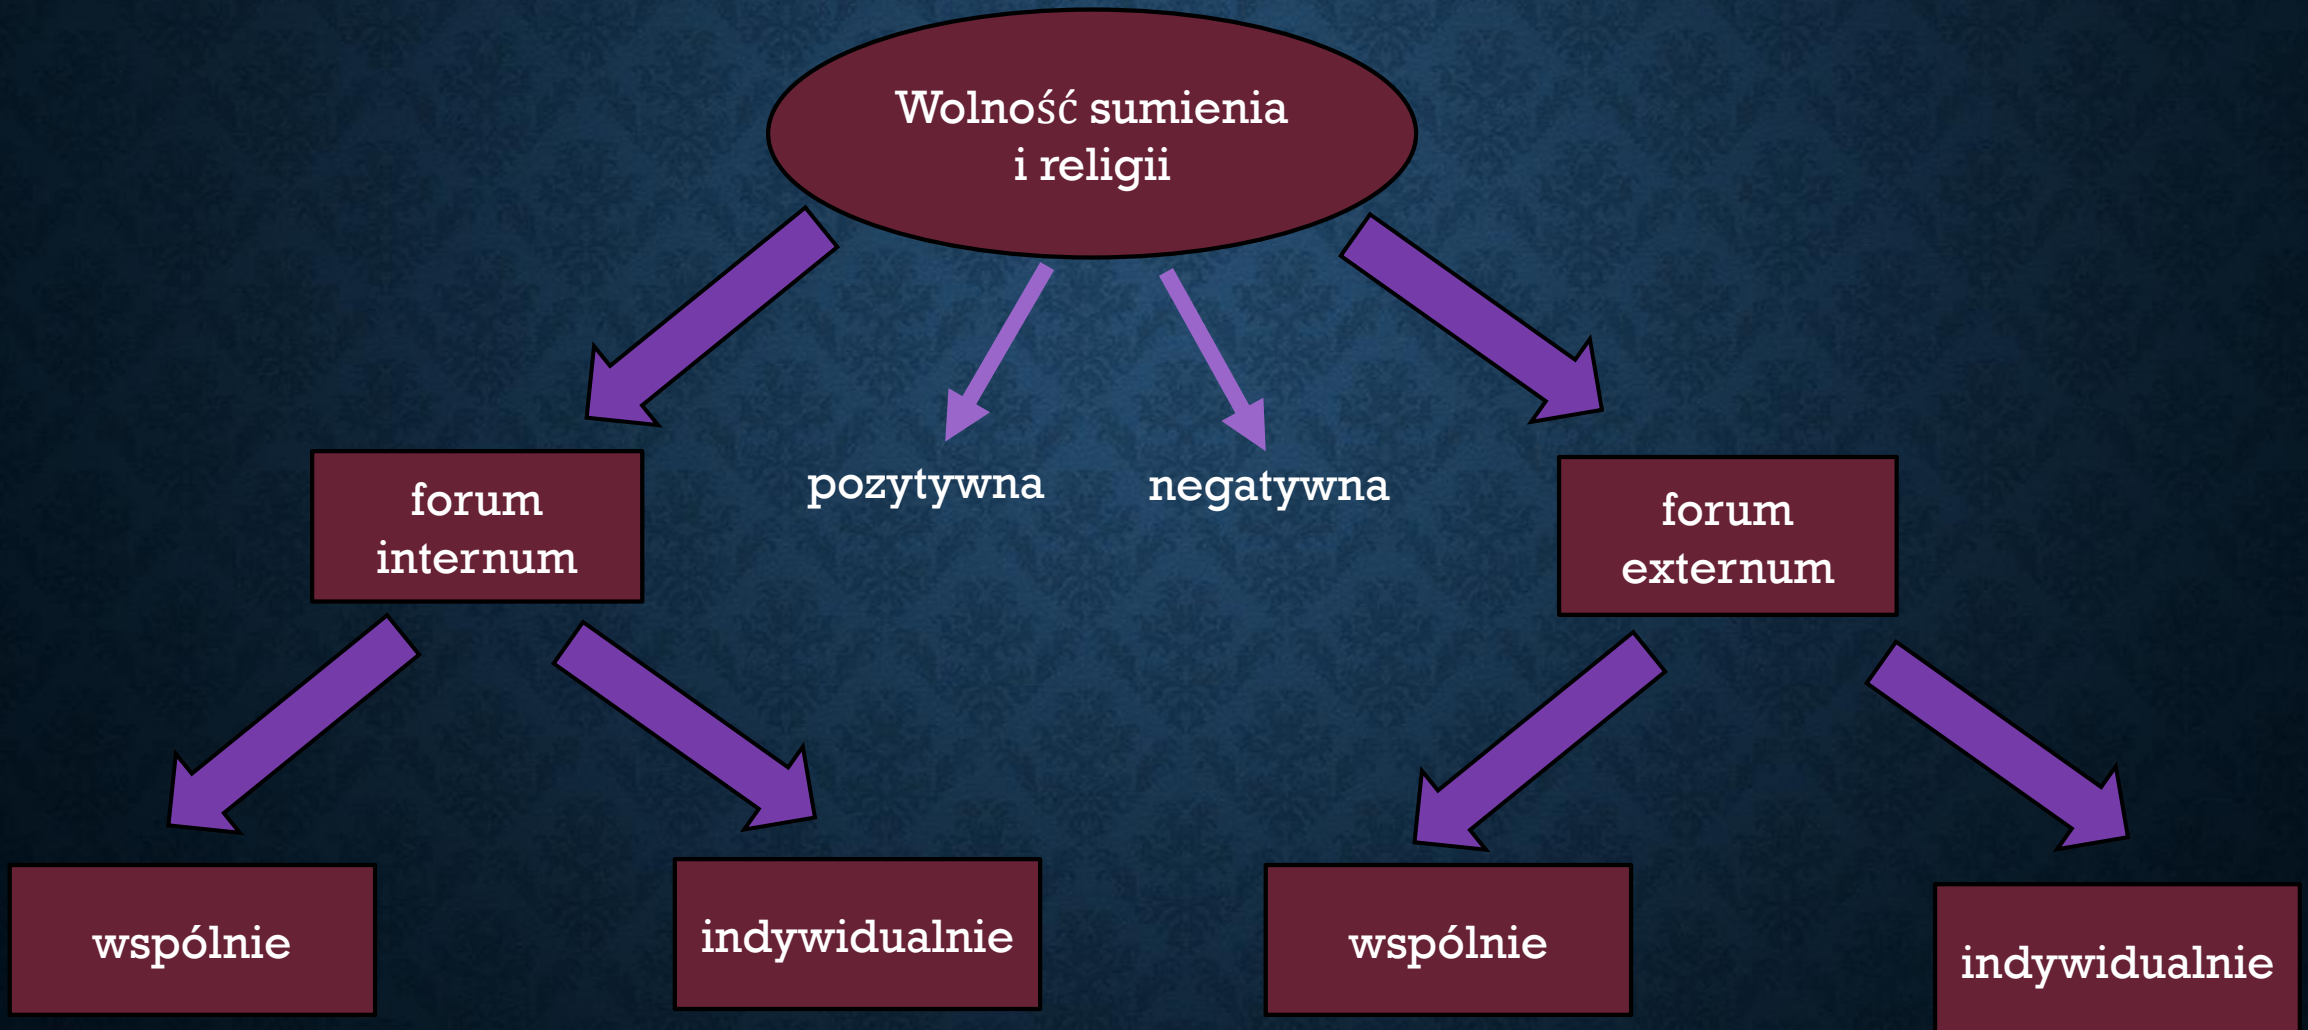 Wolność sumienia
i religii
pozytywna
negatywna
forum
internum
forum
externum
wspólnie
indywidualnie
wspólnie
indywidualnie